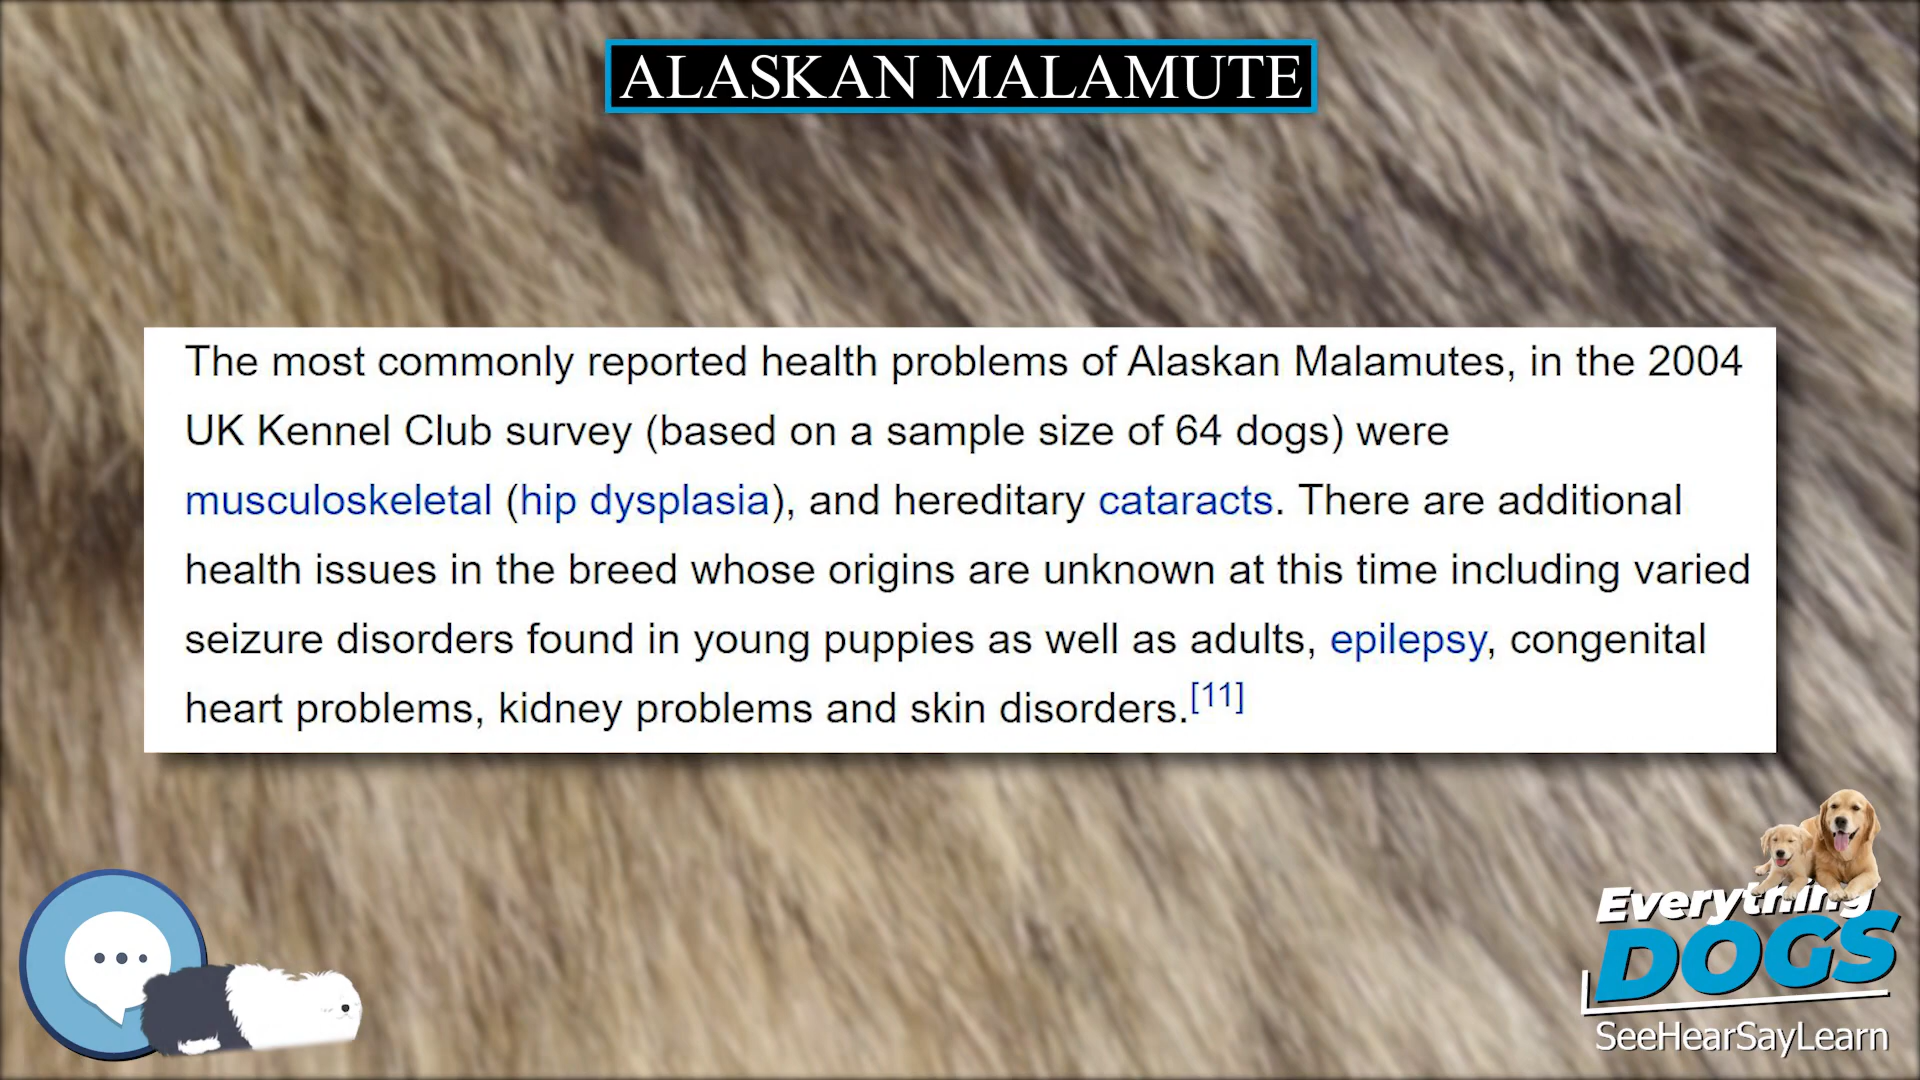 ALASKAN MALAMUTE
The most commonly reported health problems of Alaskan Malamutes, in the 2004
UK Kennel Club survey (based on a sample size of 64 dogs) were
musculoskeletal (hip dysplasia), and hereditary cataracts. There are additional
health issues in the breed whose origins are unknown at this time including varied
seizure disorders found in young puppies as well as adults, epilepsy, congenital
heart problems, kidney problems and skin disorders.[11]
Everything
DOGS
SeeHearSayLearn